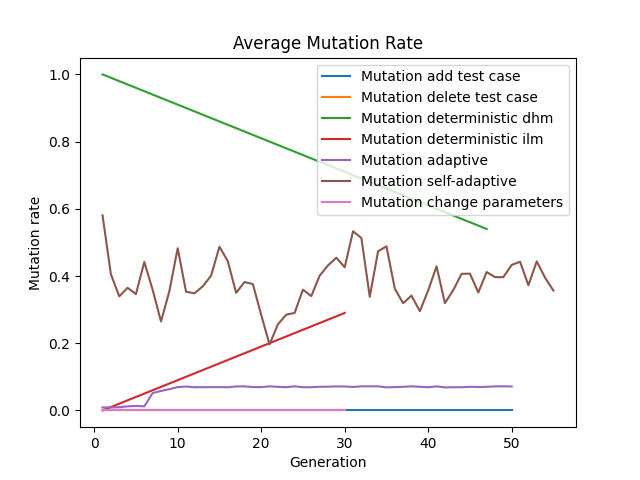 Average Mutation Rate
Mutation add test case
Mutation delete test case
Mutation deterministic dhm
Mutation deterministic ilm
Mutation adaptive
Mutation self-adaptive
Mutation change parameters
Mutation rate
1.0
0.8
0.6
0.4
0.2
0.0
0 10 20 30 40 50
Generation